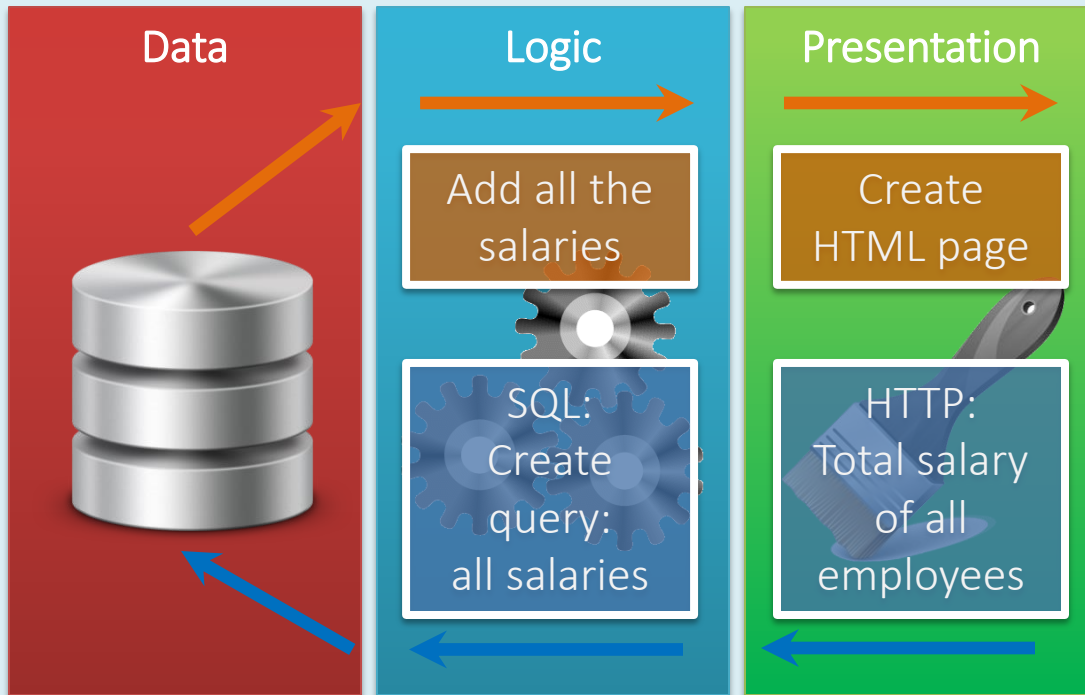 Data
Logic
Presentation
Add all the
salaries
Create
HTML page
SQL:
Create
query:
all salaries
HTTP:
Total salary
of all
employees